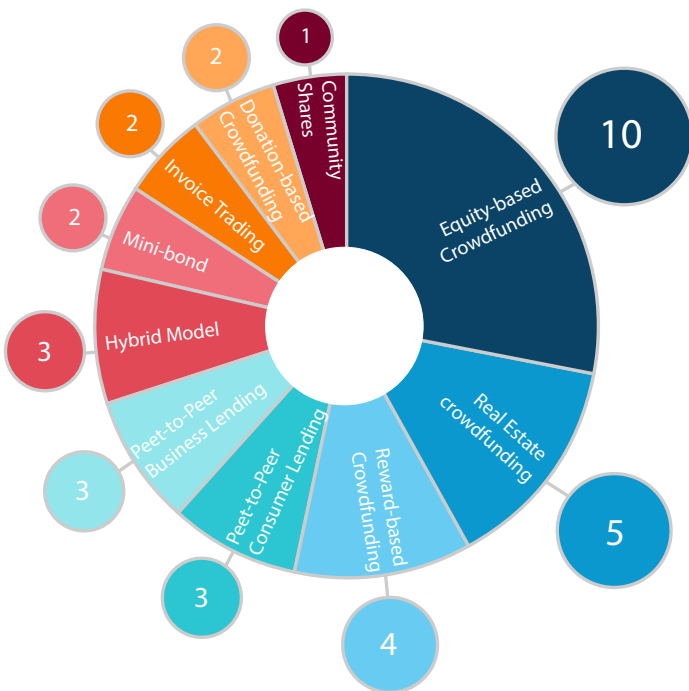 10
Equity-based
Crowdfunding
5
Real Estate
crowdfunding
4
Reward-based
Crowdfunding
3
Peet-to-Peer
Consumer Lending
3
Peet-to-Peer
Business Lending
3
Hybrid Model
2
Mini-bond
2
Invoice Trading
2
Donation-based
Crowdfunding
1
Community
Shares